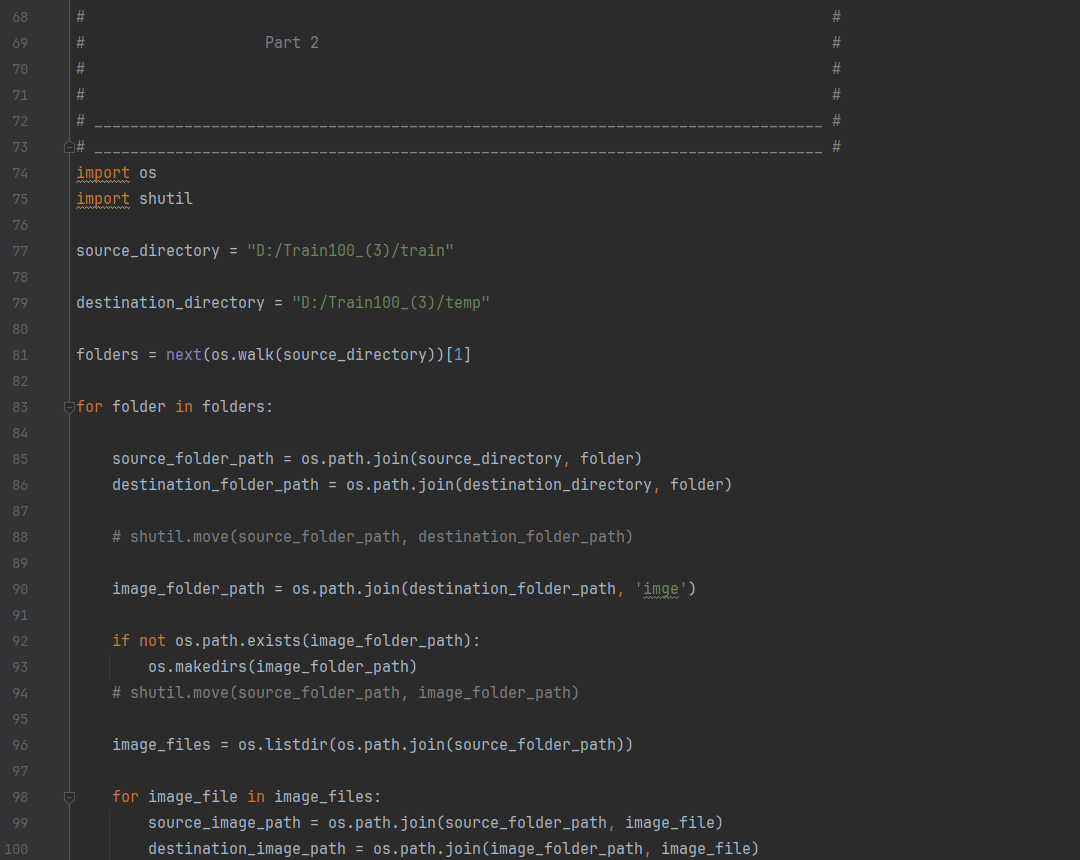 68 # #
69 # Part 2 #
70 # #
71 # #
72 # _________________________________________________________________________________ #
73 # _________________________________________________________________________________ #
74 import os
75 import shutil
76
77 source_directory = "D:/Train100_(3)/train"
78
79 destination_directory = "D:/Train100_(3)/temp"
80
81 folders = next(os.walk(source_directory))[1]
82
83 for folder in folders:
84
85 source_folder_path = os.path.join(source_directory, folder)
86 destination_folder_path = os.path.join(destination_directory, folder)
87
88 # shutil.move(source_folder_path, destination_folder_path)
89
90 image_folder_path = os.path.join(destination_folder_path, 'imge')
91
92 if not os.path.exists(image_folder_path):
93 os.makedirs(image_folder_path)
94 # shutil.move(source_folder_path, image_folder_path)
95
96 image_files = os.listdir(os.path.join(source_folder_path))
97
98 for image_file in image_files:
99 source_image_path = os.path.join(source_folder_path, image_file)
100 destination_image_path = os.path.join(image_folder_path, image_file)